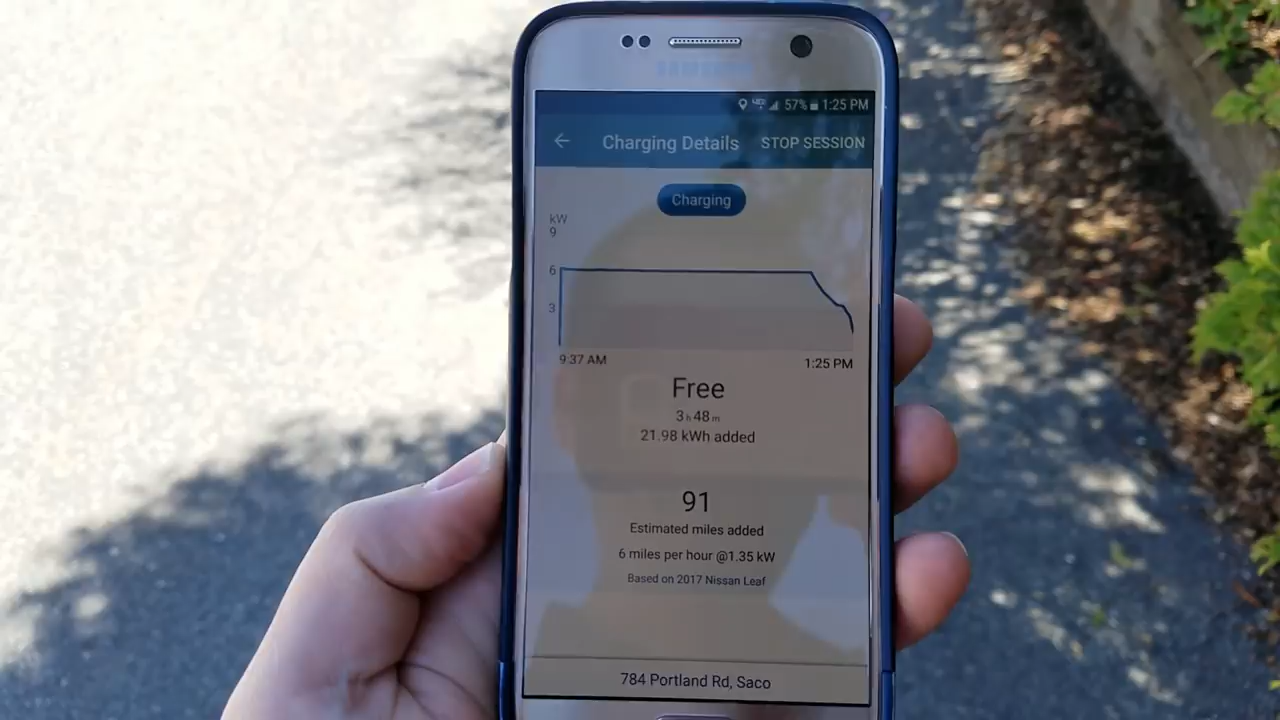 57% 1:25 PM
Charging Details STOP SESSION
Charging
kW
9
6
3
9:37 AM 1:25 PM
Free
3 h 48 m
21.98 kWh added
91
Estimated miles added
6 miles per hour @1.35 kW
Based on 2017 Nissan Leaf
784 Portland Rd, Saco